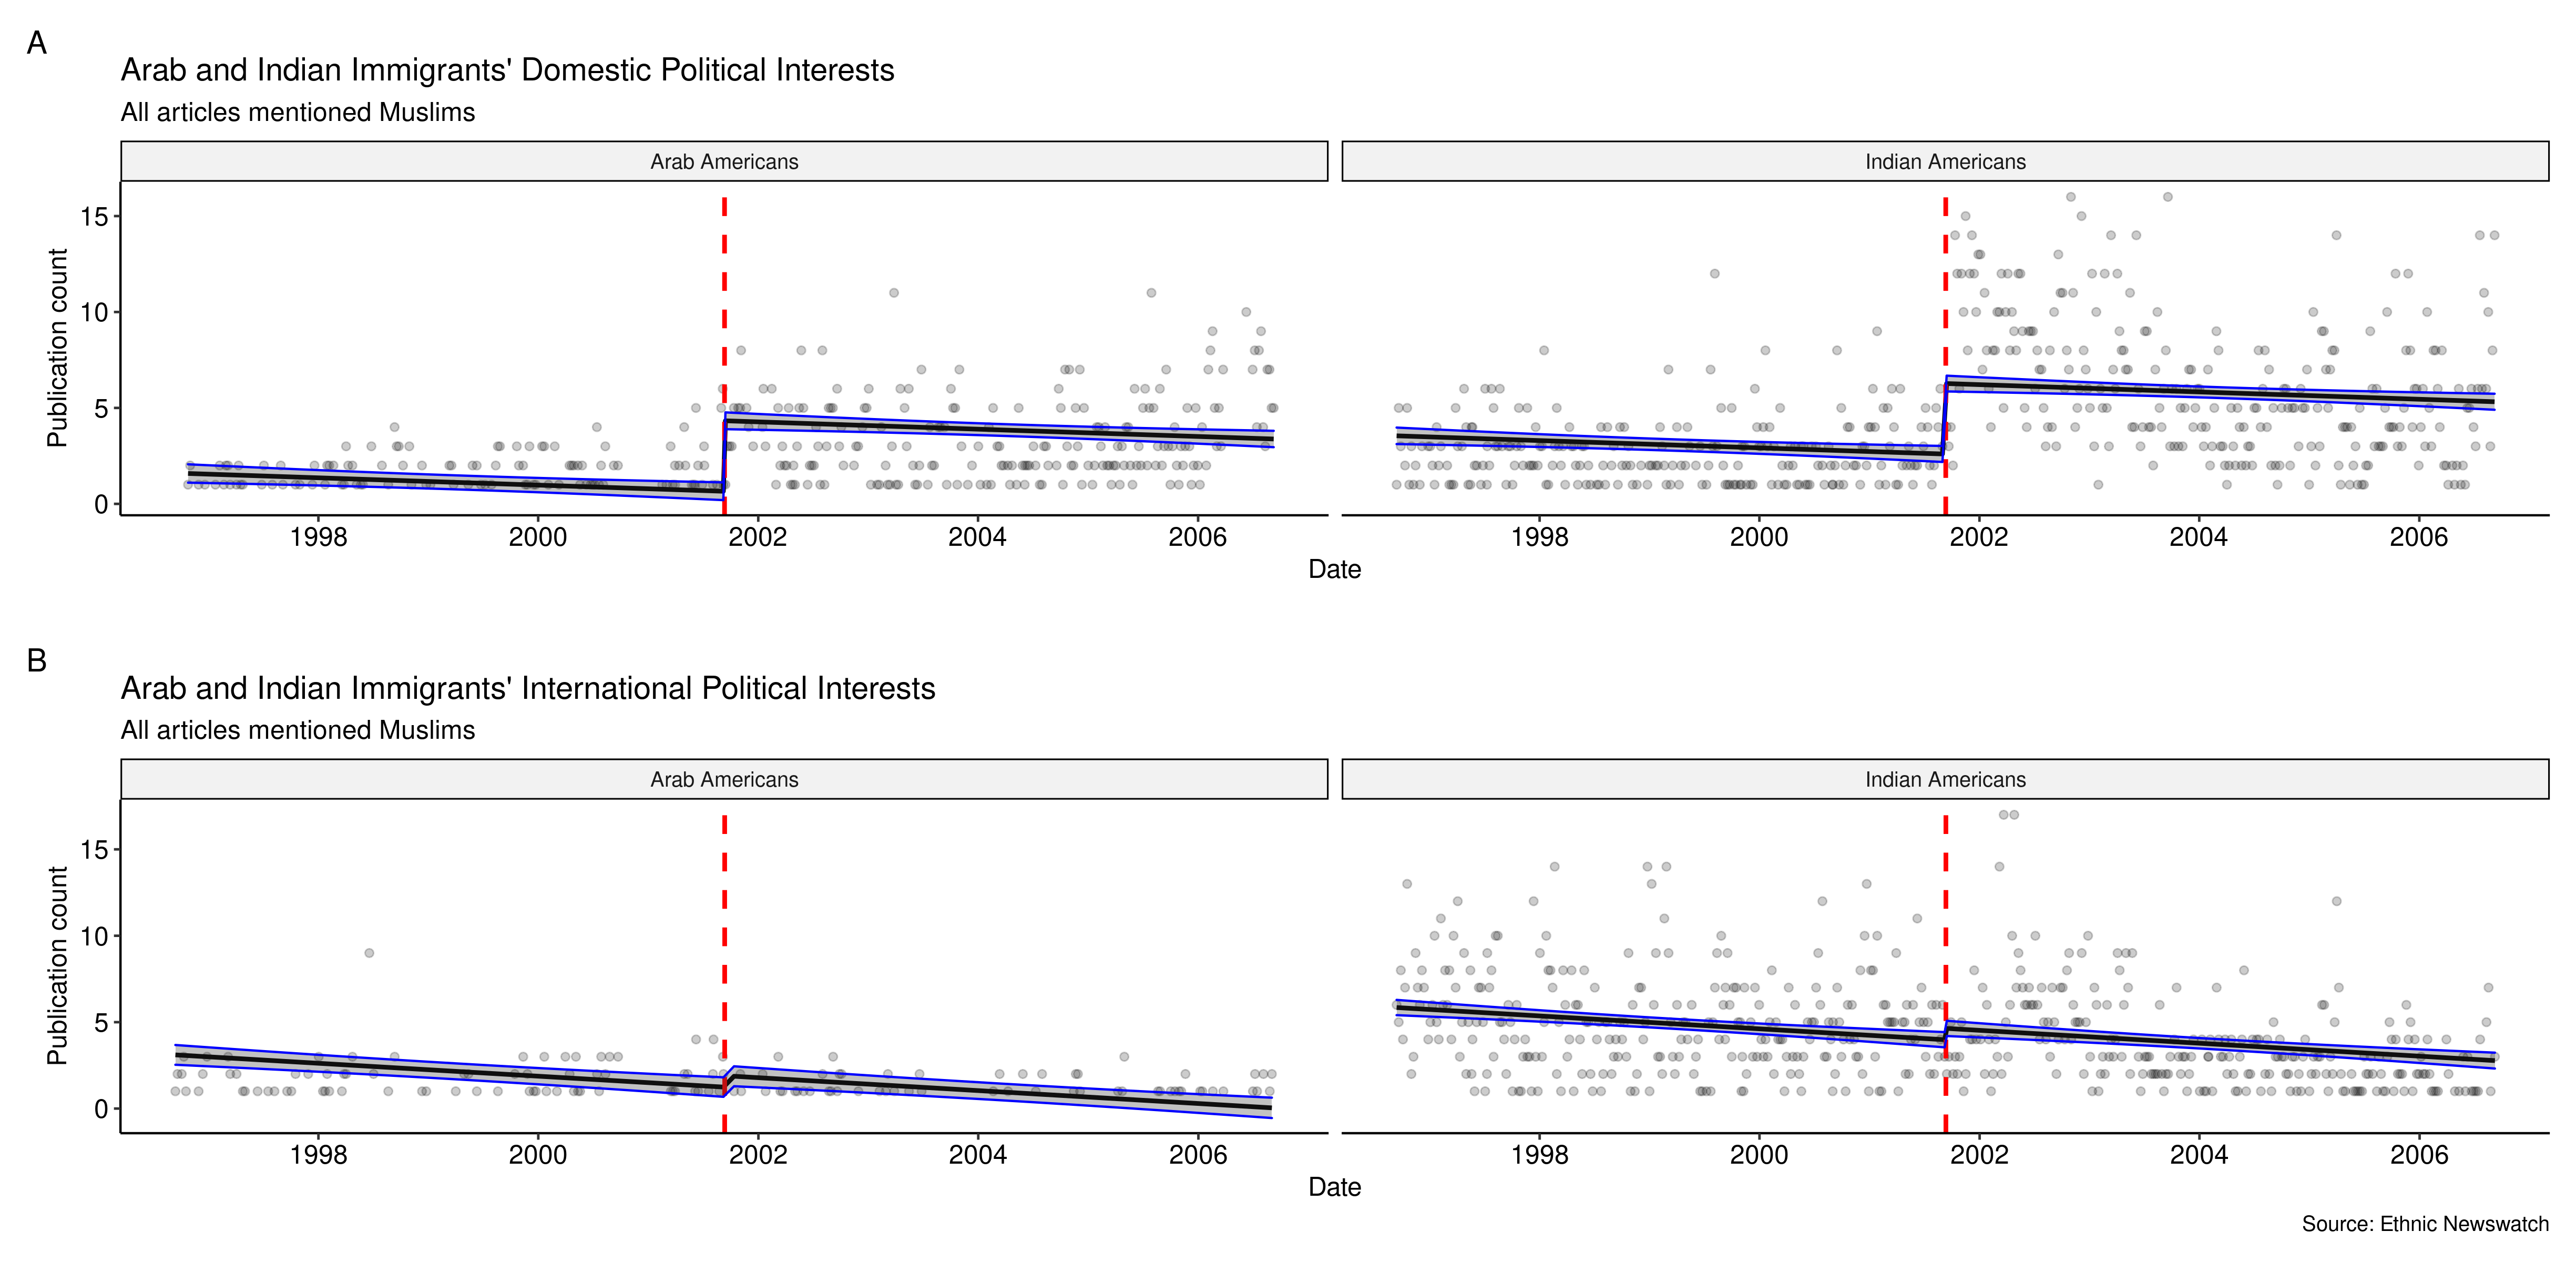 A
Arab and Indian Immigrants' Domestic Political Interests
All articles mentioned Muslims
Arab Americans
Indian Americans
Publication count
15
10
5
0
1998 2000 2002 2004 2006
1998 2000 2002 2004 2006
Date
B
Arab and Indian Immigrants' International Political Interests
All articles mentioned Muslims
Arab Americans
Indian Americans
Publication count
15
10
5
0
1998 2000 2002 2004 2006
1998 2000 2002 2004 2006
Date
Source: Ethnic Newswatch